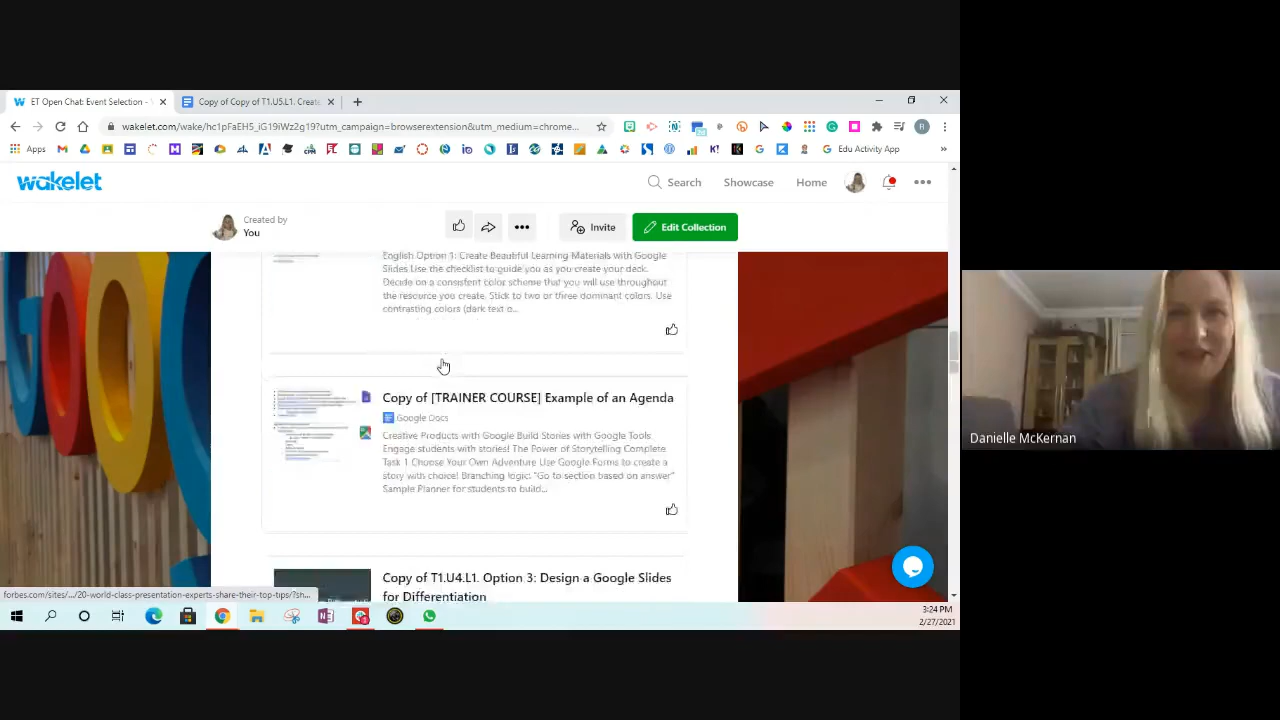 ET Open Chat: Event Selection -
Copy of Copy of T1.U5.L1. Create
wakelet.com/wake/hc1pFaEH5_iG19iWz2g19?utm_campaign=browserextension&utm_medium=chrome...
Apps
Edu Activity App
wakelet
Search
Showcase
Home
Created by
You
Invite
Edit Collection
English Option 1: Create Beautiful Learning Materials with Google
Slides Use the checklist to guide you as you create your deck.
Decide on a consistent color scheme that you will use throughout
the resource you create. Stick to two or three dominant colors. Use
contrasting colors (dark text o...
Copy of [TRAINER COURSE] Example of an Agenda
Google Docs
Creative Products with Google Build Stories with Google Tools:
Engage students with stories! The Power of Storytelling Complete
Task 1 Choose Your Own Adventure Use Google Forms to create a
story with choice! Branching logic: "Go to section based on answer"
Sample Planner for students to build...
Copy of T1.U4.L1. Option 3: Design a Google Slides
for Differentiation
forbes.com/sites/.../20-world-class-presentation-experts-share-their-top-tips/?sh...
3:24 PM
2/27/2021
Danielle McKernan